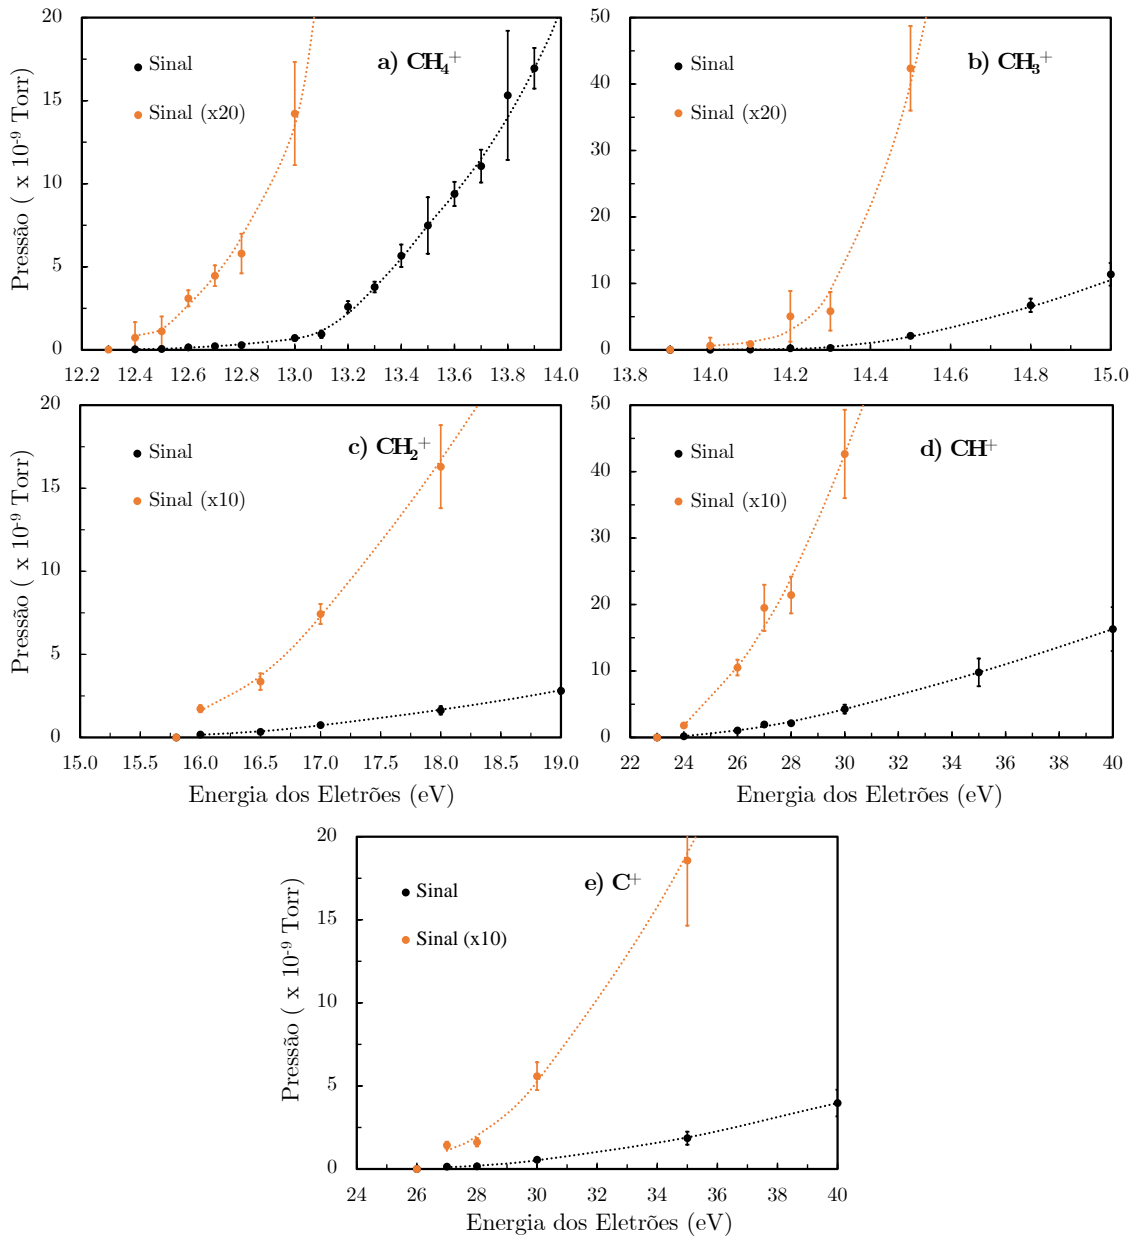 20
15
10
5
0
Pressão ( x 10⁻⁹ Torr)
Sinal
Sinal (x20)
a) CH₄⁺
12.2 12.4 12.6 12.8 13.0 13.2 13.4 13.6 13.8 14.0
50
40
30
20
10
0
Sinal
Sinal (x20)
b) CH₃⁺
13.8 14.0 14.2 14.4 14.6 14.8 15.0
20
15
10
5
0
Pressão ( x 10⁻⁹ Torr)
Sinal
Sinal (x10)
c) CH₂⁺
15.0 15.5 16.0 16.5 17.0 17.5 18.0 18.5 19.0
Energia dos Eletrões (eV)
50
40
30
20
10
0
Sinal
Sinal (x10)
d) CH⁺
22 24 26 28 30 32 34 36 38 40
Energia dos Eletrões (eV)
20
15
10
5
0
Pressão ( x 10⁻⁹ Torr)
Sinal
Sinal (x10)
e) C⁺
24 26 28 30 32 34 36 38 40
Energia dos Eletrões (eV)